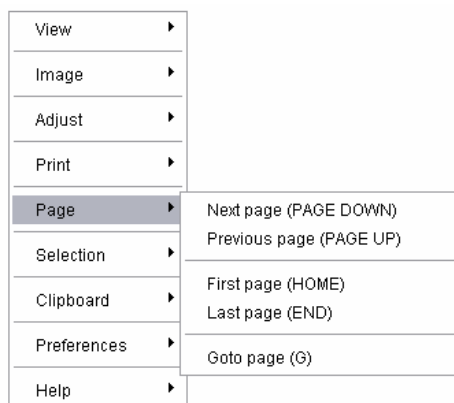 View
Image
Adjust
Print
Page
Next page (PAGE DOWN)
Previous page (PAGE UP)
Selection
First page (HOME)
Clipboard
Last page (END)
Preferences
Goto page (G)
Help